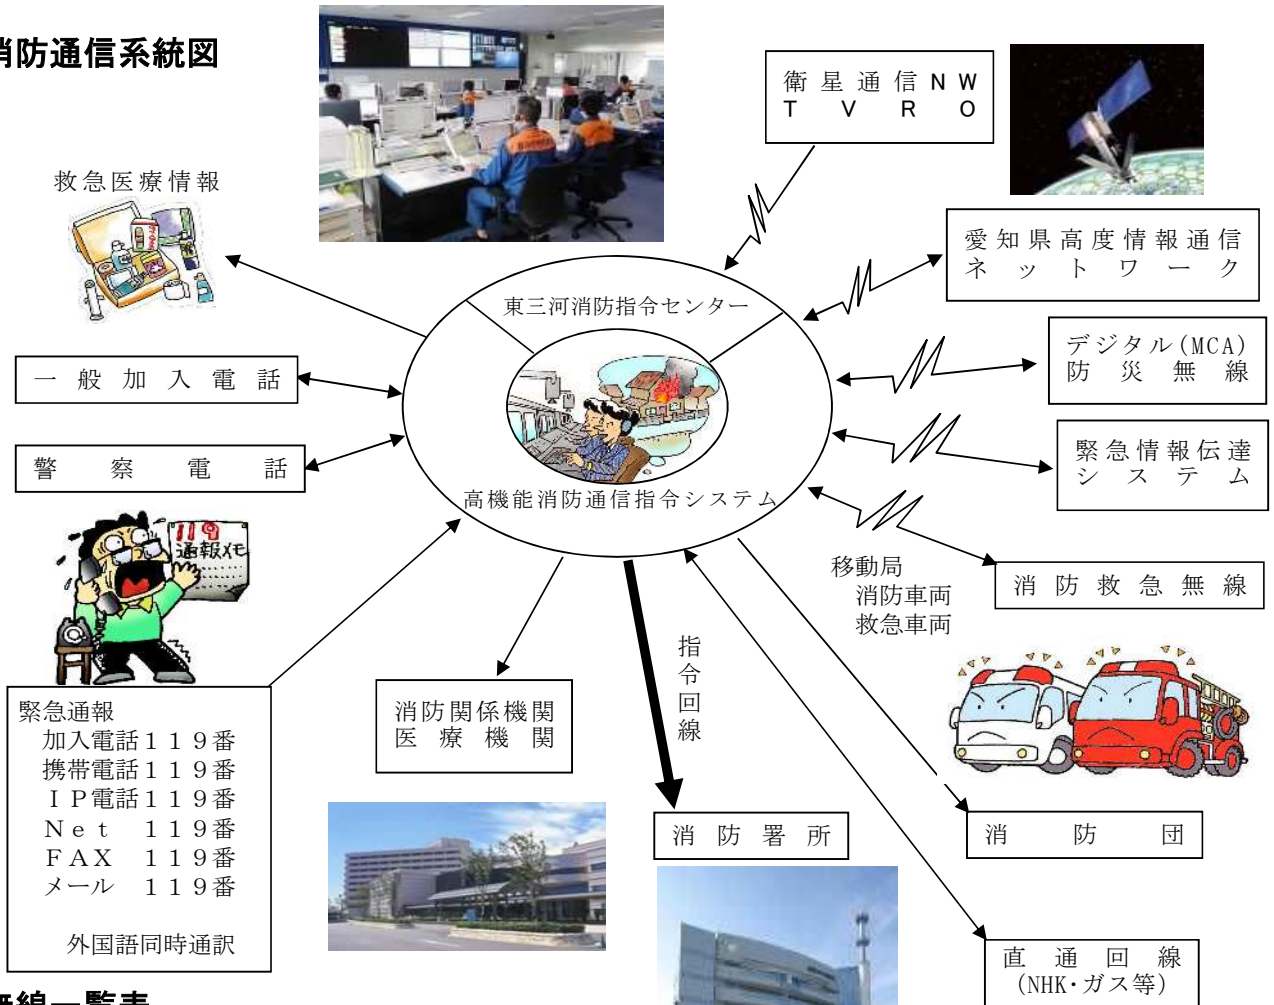 消防通信系統図
衛星通信NW
TVRO
救急医療情報
愛知県高度情報通信
ネットワーク
東三河消防指令センター
デジタル(MCA)
防災無線
一般加入電話
緊急情報伝達
システム
警察電話
高機能消防通信指令システム
119
通報メモ
移動局
消防車両
救急車両
消防救急無線
指令回線
緊急通報
加入電話119番
携帯電話119番
IP電話119番
Net 119番
FAX 119番
メール 119番
外国語同時通訳
消防関係機関
医療機関
消防署所
消防団
直通回線
(NHK・ガス等)
無線一覧表